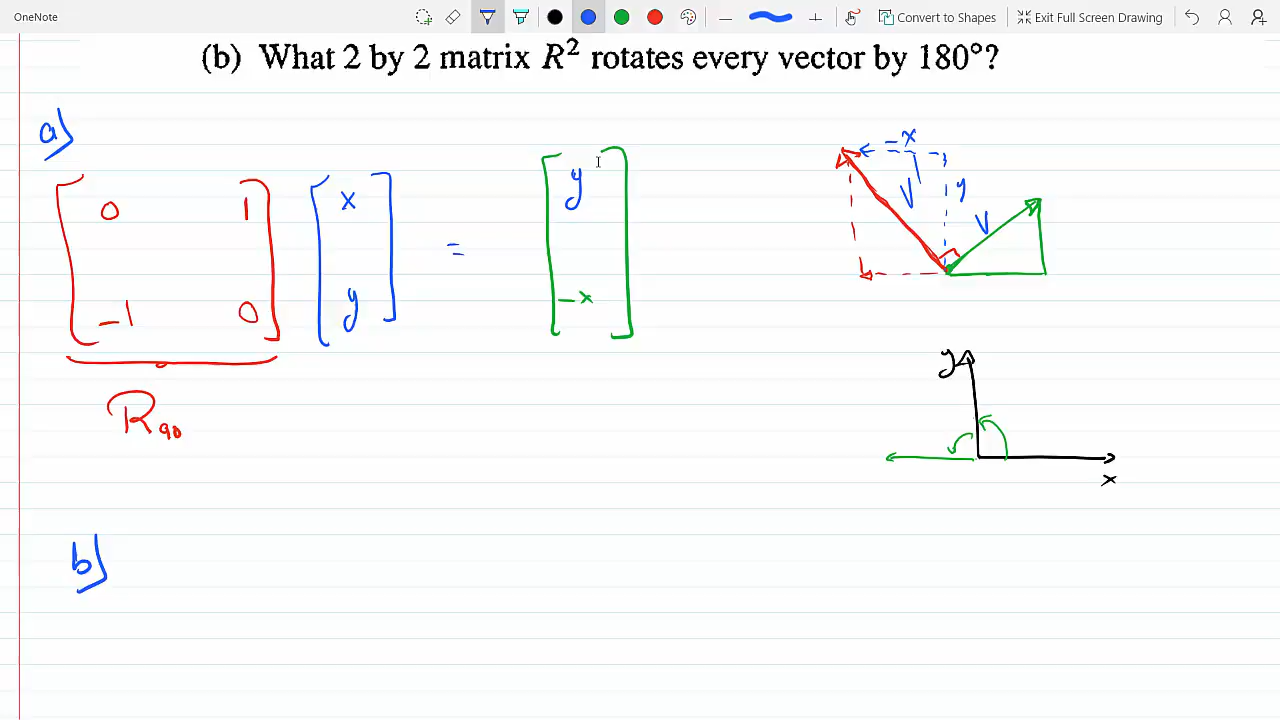 OneNote
Convert to Shapes
Exit Full Screen Drawing
(b) What 2 by 2 matrix R² rotates every vector by 180°?
a)
[0 1
-1 0] [x
y] = [y
-x]
R₉₀
-x
V
y
V
y
x
b)